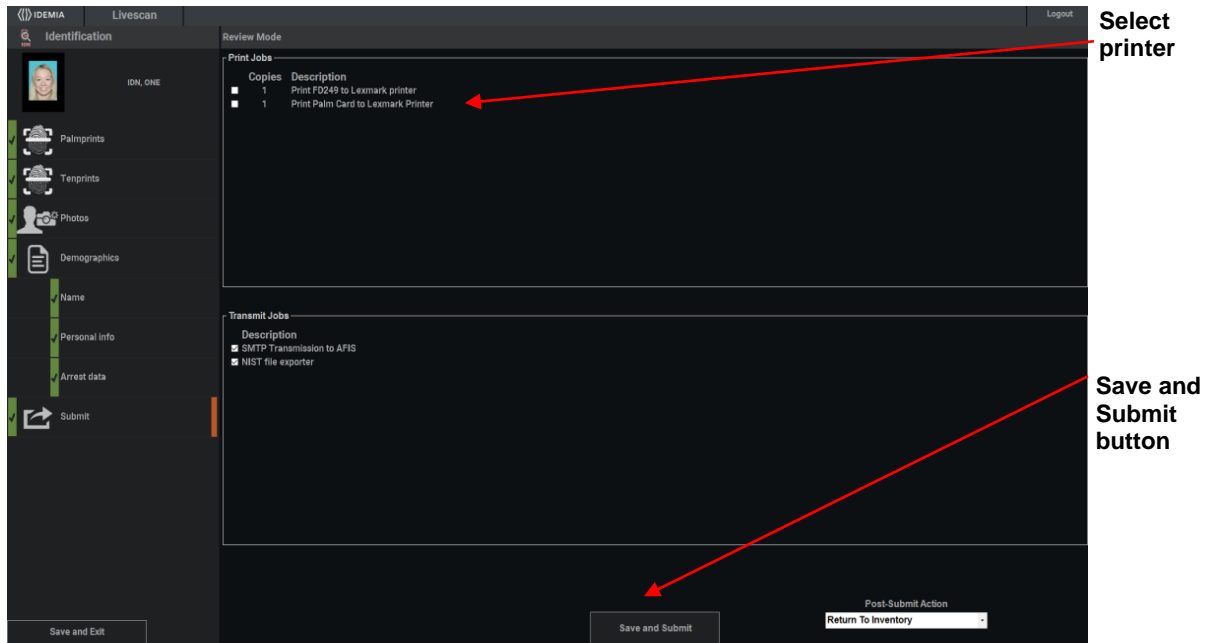 IDEMIA Livescan Logout
Identification
Review Mode
IDN, ONE
Palmprints
Tenprints
Photos
Demographics
Name
Personal info
Arrest data
Submit
Save and Exit
Print Jobs
Copies Description
1 Print FD249 to Lexmark printer
1 Print Palm Card to Lexmark Printer
Transmit Jobs
Description
SMTP Transmission to AFIS
NIST file exporter
Save and Submit
Post-Submit Action
Return To Inventory
Select
printer
Save and
Submit
button